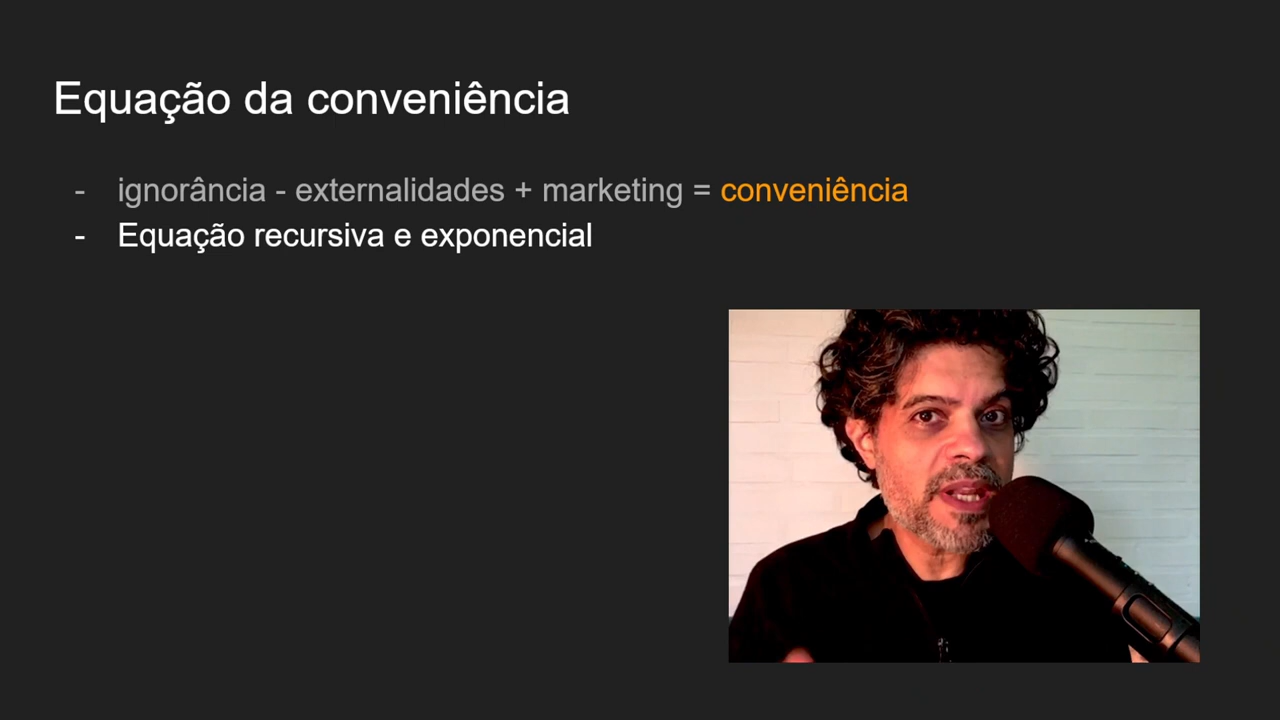 Equação da conveniência
- ignorância - externalidades + marketing = conveniência
- Equação recursiva e exponencial